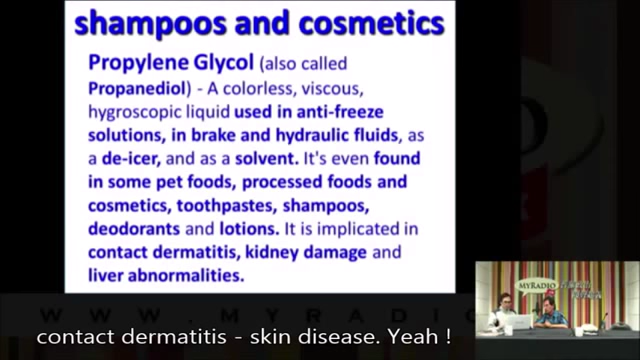 shampoos and cosmetics
Propylene Glycol (also called
Propanediol) - A colorless, viscous,
hygroscopic liquid used in anti-freeze
solutions, in brake and hydraulic fluids, as
a de-icer, and as a solvent. It's even found
in some pet foods, processed foods and
cosmetics, toothpastes, shampoos,
deodorants and lotions. It is implicated in
contact dermatitis, kidney damage and
liver abnormalities.
MYRADIO
WWW.MYRADIO
contact dermatitis - skin disease. Yeah !